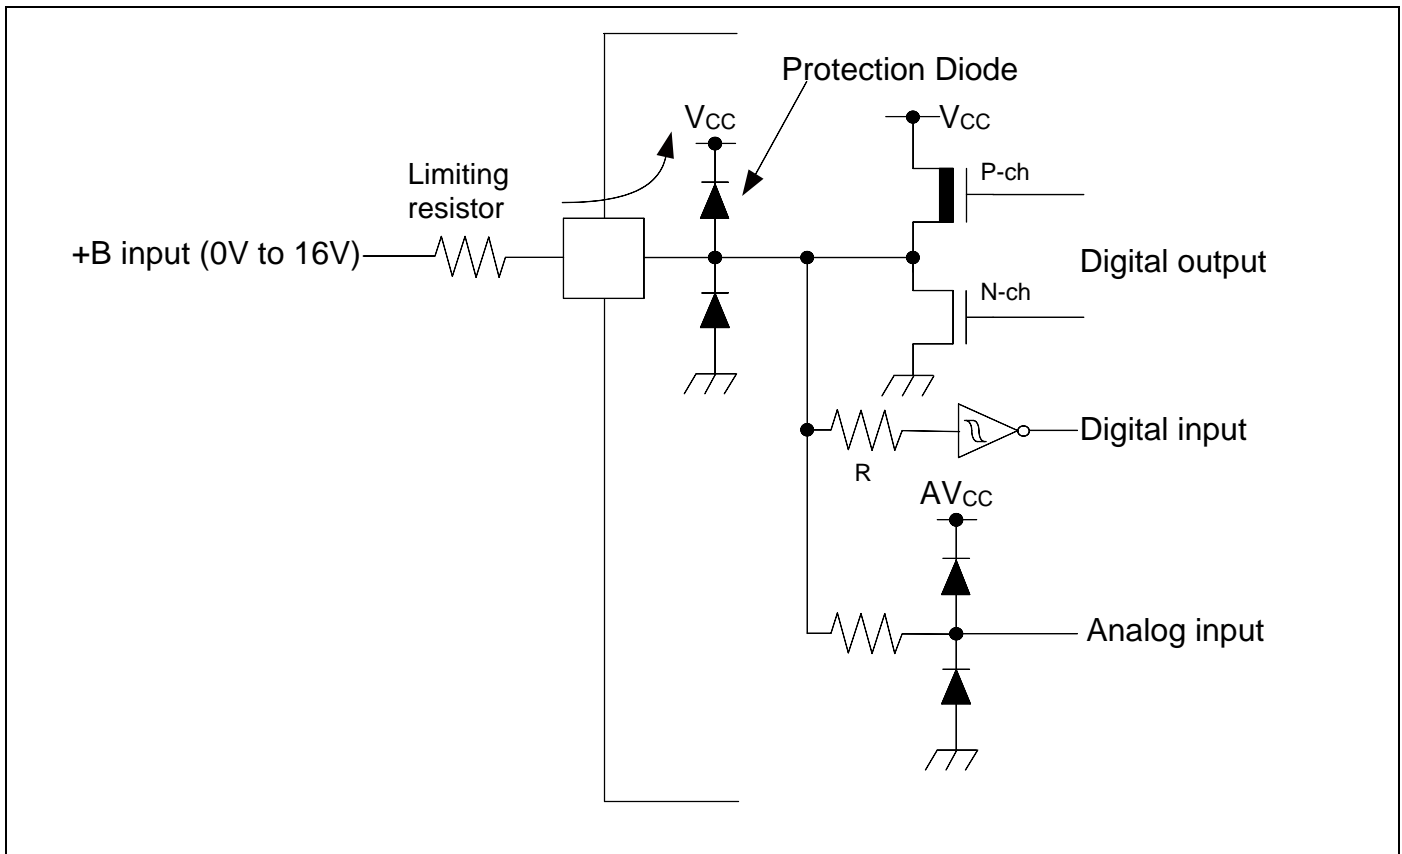 Protection Diode
VCC
VCC
P-ch
Limiting
resistor
+B input (0V to 16V)
Digital output
N-ch
Digital input
R
AVCC
Analog input